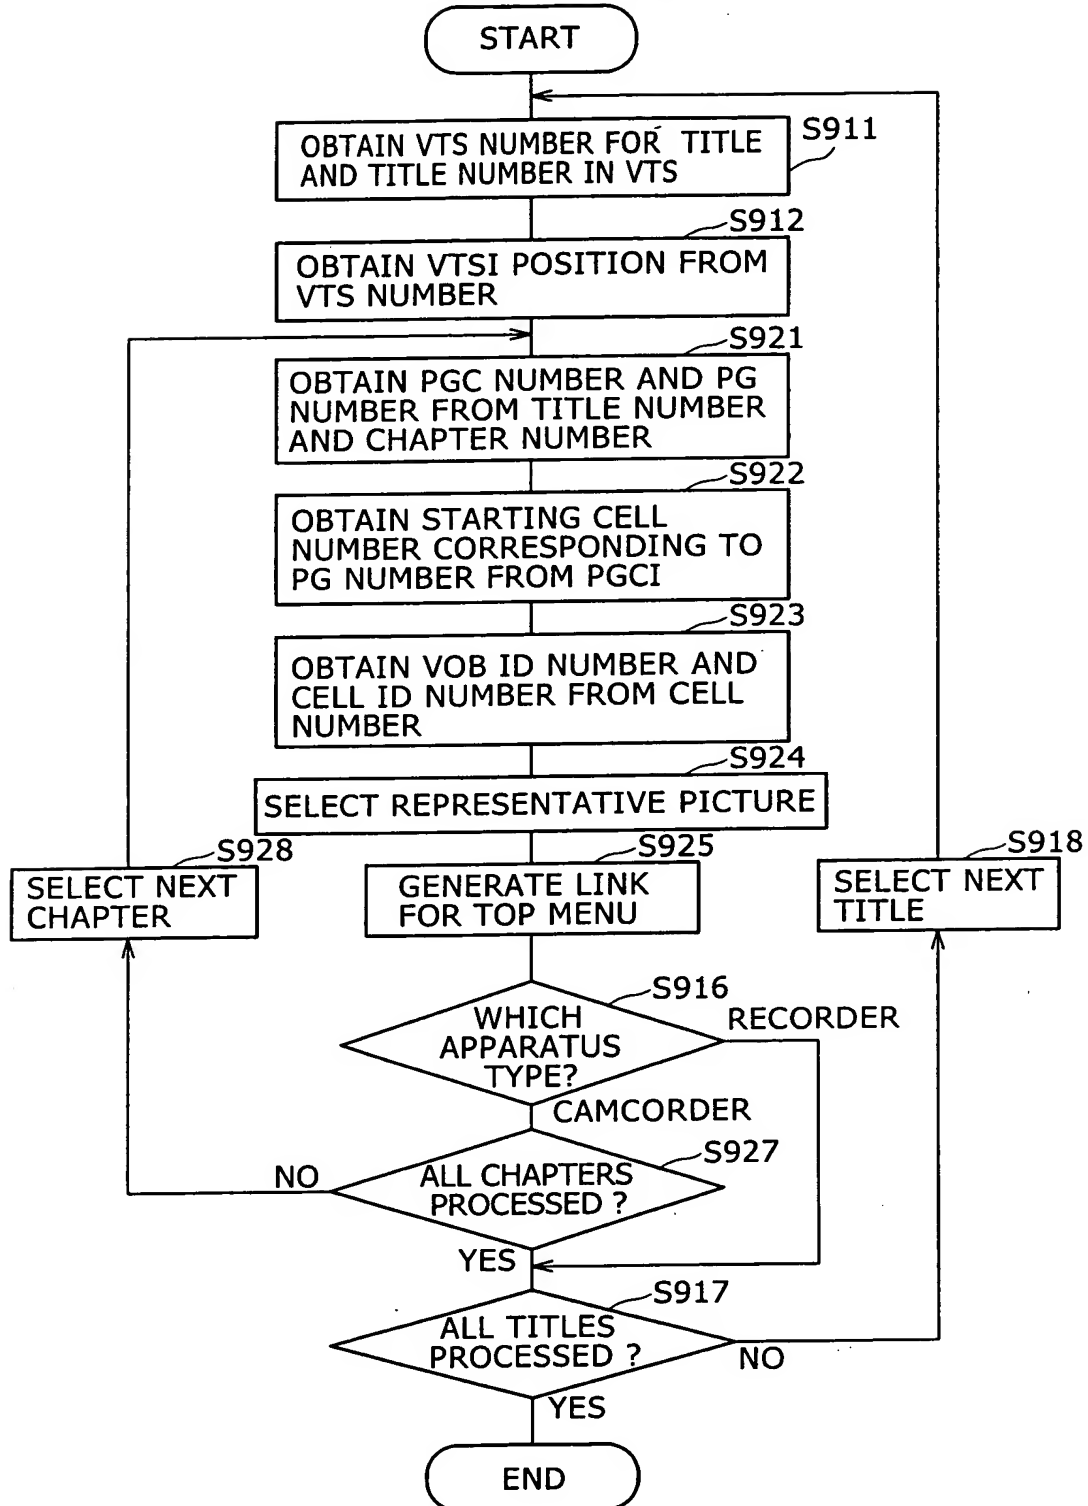 START
S911
OBTAIN VTS NUMBER FOR TITLE
AND TITLE NUMBER IN VTS
S912
OBTAIN VTSI POSITION FROM
VTS NUMBER
S921
OBTAIN PGC NUMBER AND PG
NUMBER FROM TITLE NUMBER
AND CHAPTER NUMBER
S922
OBTAIN STARTING CELL
NUMBER CORRESPONDING TO
PG NUMBER FROM PGCI
S923
OBTAIN VOB ID NUMBER AND
CELL ID NUMBER FROM CELL
NUMBER
S924
SELECT REPRESENTATIVE PICTURE
S928
SELECT NEXT
CHAPTER
S925
GENERATE LINK
FOR TOP MENU
S918
SELECT NEXT
TITLE
S916
WHICH
APPARATUS
TYPE?
RECORDER
CAMCORDER
S927
ALL CHAPTERS
PROCESSED ?
NO
YES
S917
ALL TITLES
PROCESSED ?
NO
YES
END